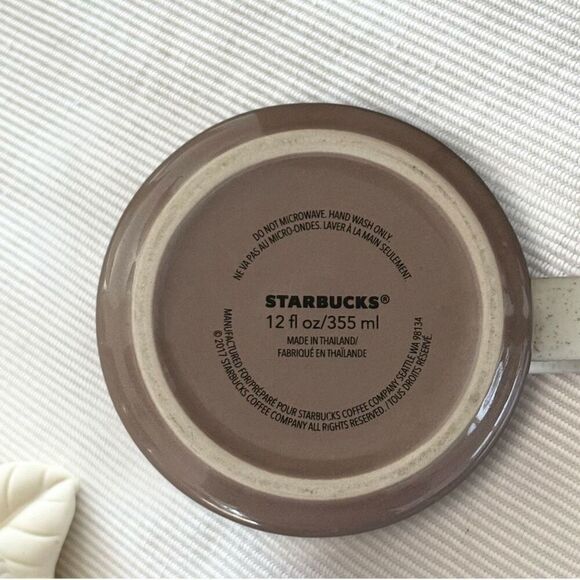 DO NOT MICROWAVE. HAND WASH ONLY.
NE VA PAS AU MICRO-ONDES. LAVER À LA MAIN SEULEMENT.
STARBUCKS®
12 fl oz/355 ml
MADE IN THAILAND/
FABRIQUÉ EN THAÏLANDE
MANUFACTURED FOR/PRÉPARÉ POUR STARBUCKS COFFEE COMPANY SEATTLE WA 98134
© 2017 STARBUCKS COFFEE COMPANY ALL RIGHTS RESERVED. / TOUS DROITS RÉSERVÉ.